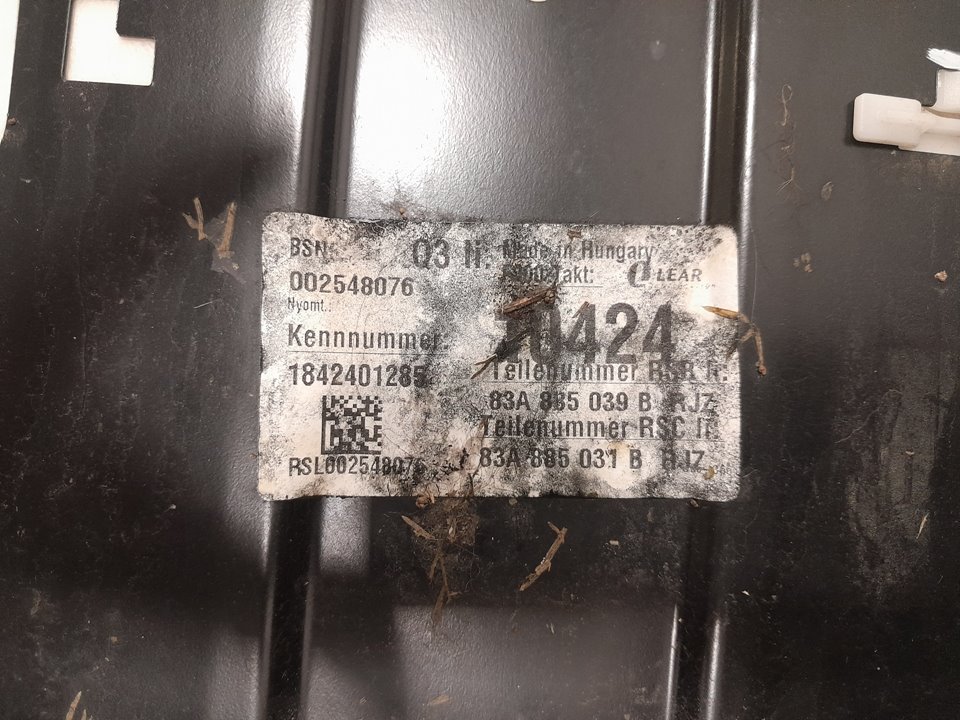 BSN: Q3 N. Made in Hungary
Takt: LEAR
002548076
Nyomt.:
Kennnummer
0424
1842401285
Teilenummer RSR
83A 885 039 B RJZ
Teilenummer RSC
RSL002548076
83A 885 031 B RJZ